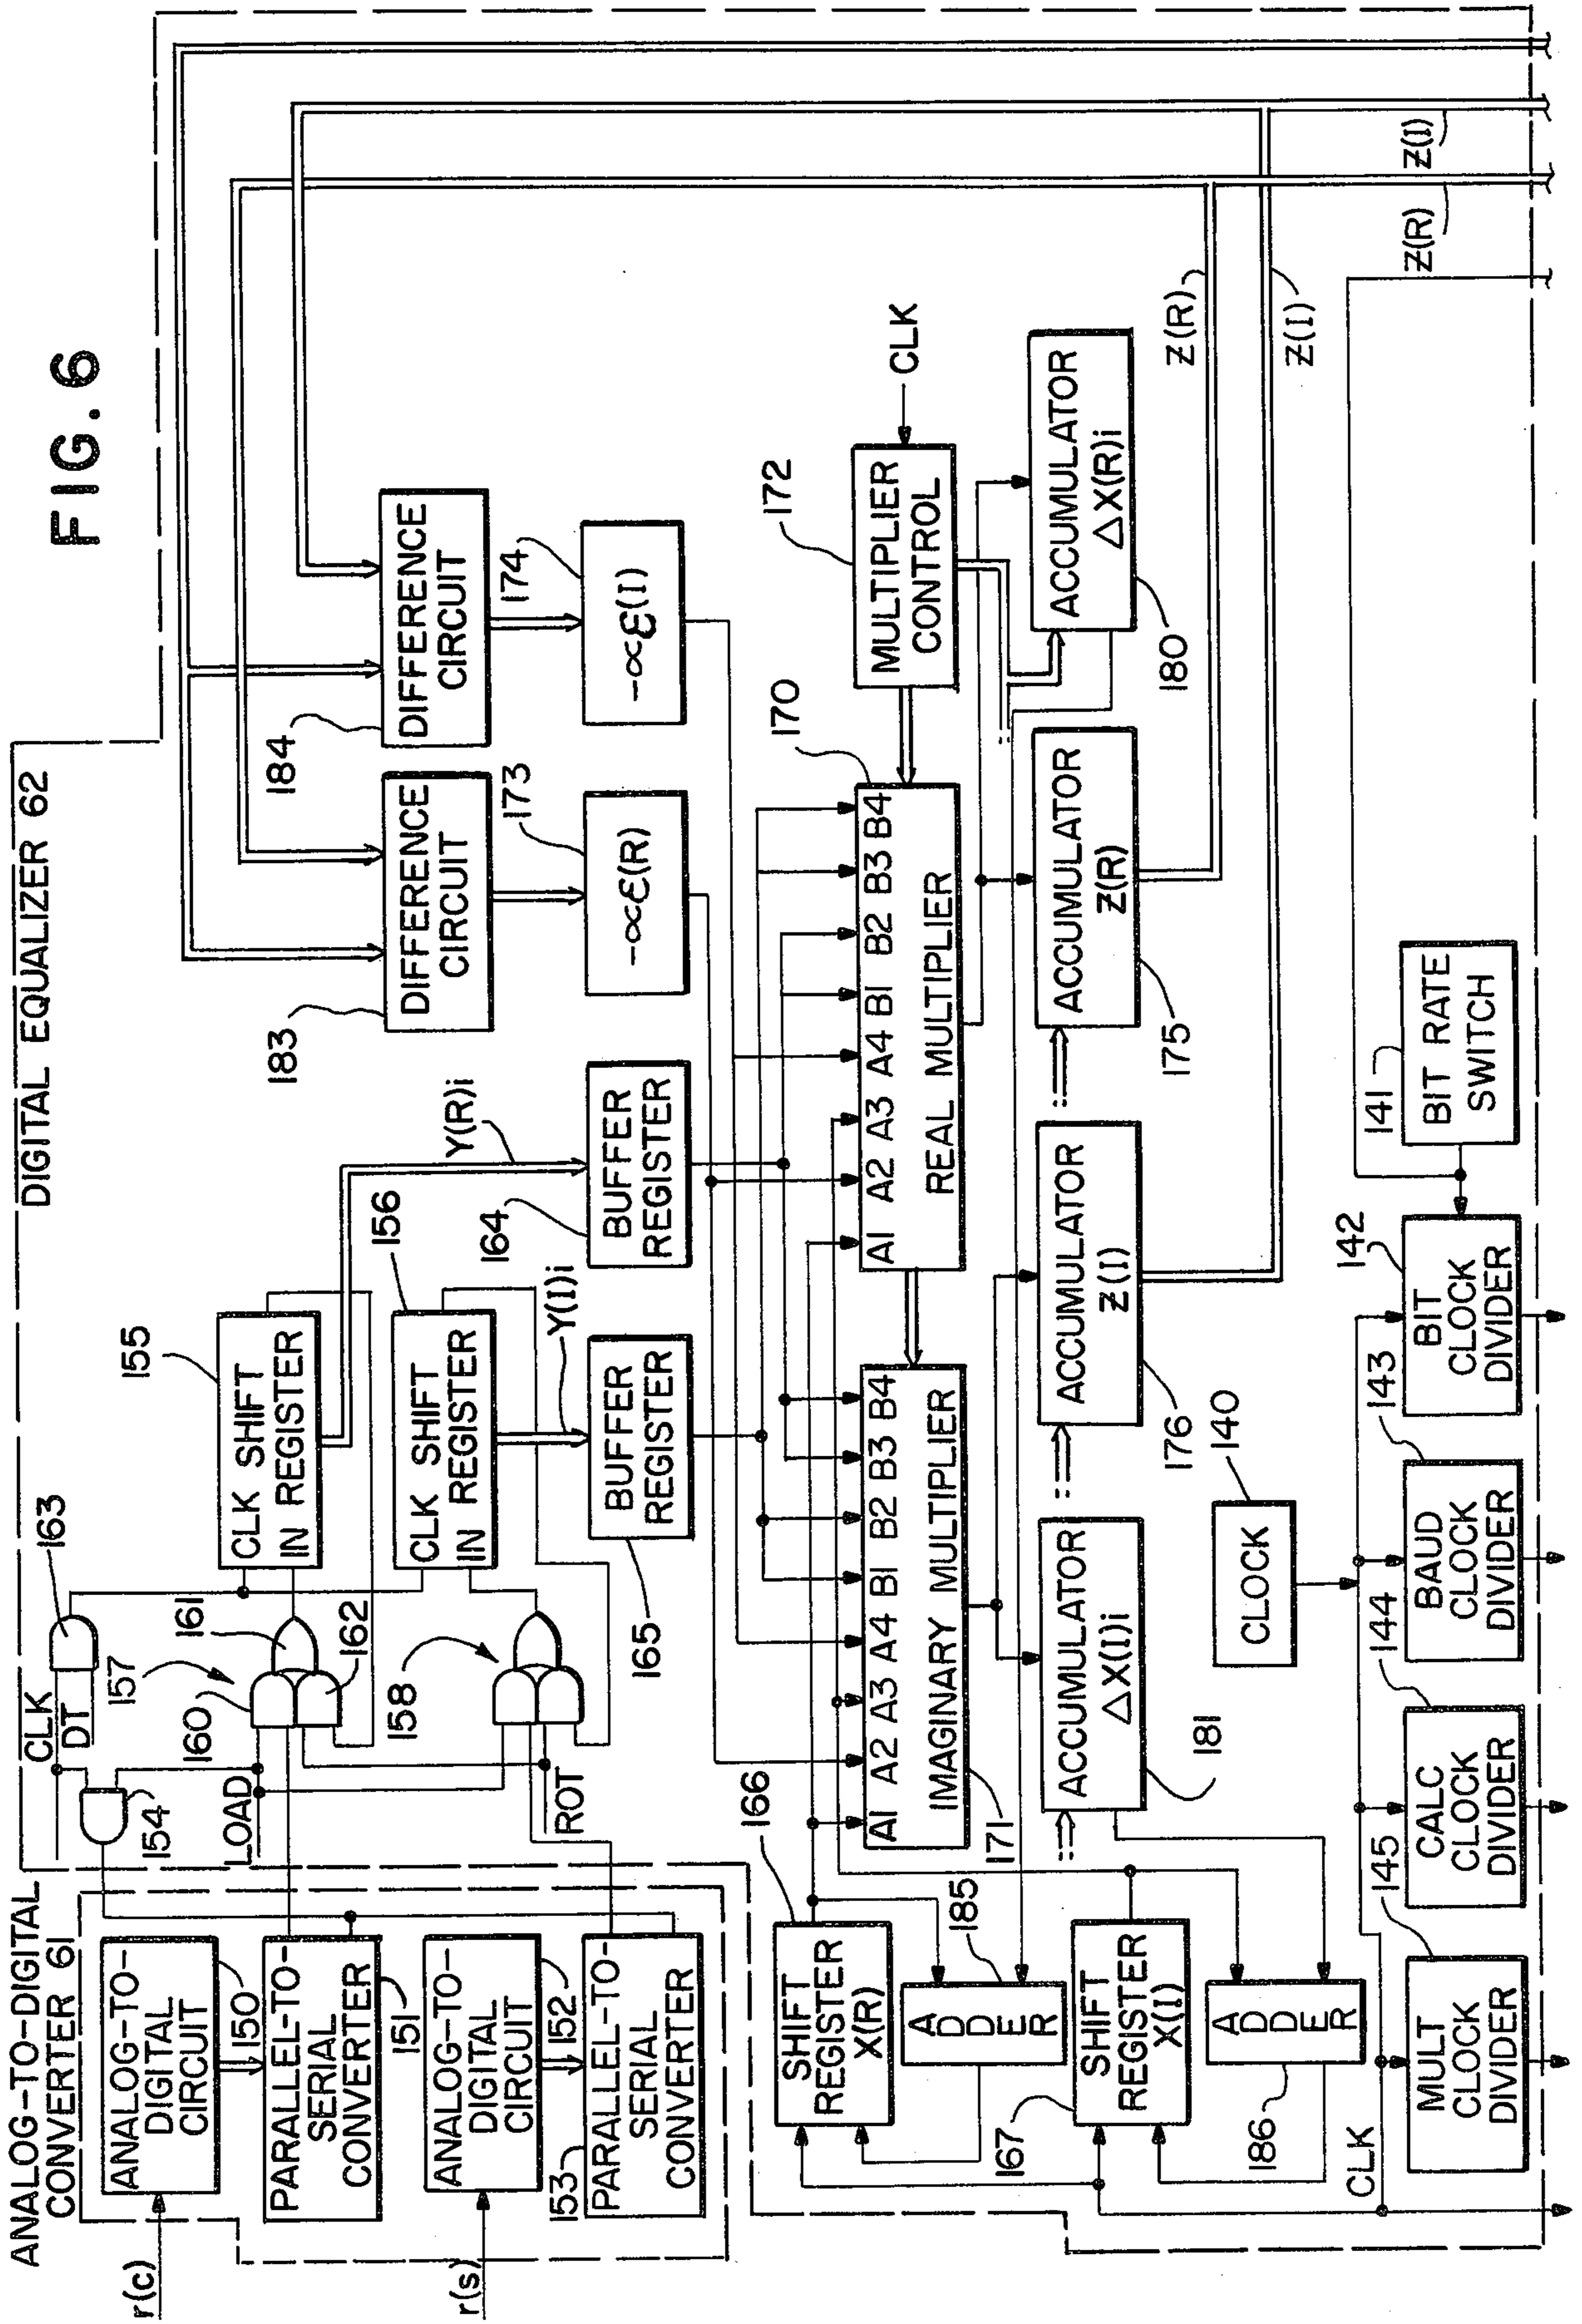 FIG. 6
ANALOG-TO-DIGITAL
CONVERTER 61
DIGITAL EQUALIZER 62
r(c)
ANALOG-TO-
DIGITAL
CIRCUIT
150
PARALLEL-TO-
SERIAL
CONVERTER
151
r(s)
ANALOG-TO-
DIGITAL
CIRCUIT
152
153
PARALLEL-TO-
SERIAL
CONVERTER
CLK
DT
163
154
LOAD
160
157
161
162
158
ROT
155
CLK SHIFT
IN REGISTER
156
CLK SHIFT
IN REGISTER
Y(R)i
Y(I)i
164
BUFFER
REGISTER
165
BUFFER
REGISTER
183
DIFFERENCE
CIRCUIT
184
DIFFERENCE
CIRCUIT
173
-∝ℰ(R)
174
-∝ℰ(I)
166
SHIFT
REGISTER
X(R)
185
ADDER
167
SHIFT
REGISTER
X(I)
186
ADDER
A1 A2 A3 A4 B1 B2 B3 B4
IMAGINARY MULTIPLIER
171
A1 A2 A3 A4 B1 B2 B3 B4
REAL MULTIPLIER
170
172
MULTIPLIER
CONTROL
CLK
ACCUMULATOR
△X(I)i
181
ACCUMULATOR
Z(I)
176
ACCUMULATOR
Z(R)
175
ACCUMULATOR
△X(R)i
180
Z(R)
Z(I)
Z(R)
Z(I)
CLOCK
140
CLK
145
MULT
CLOCK
DIVIDER
144
CALC
CLOCK
DIVIDER
143
BAUD
CLOCK
DIVIDER
142
BIT
CLOCK
DIVIDER
141
BIT RATE
SWITCH